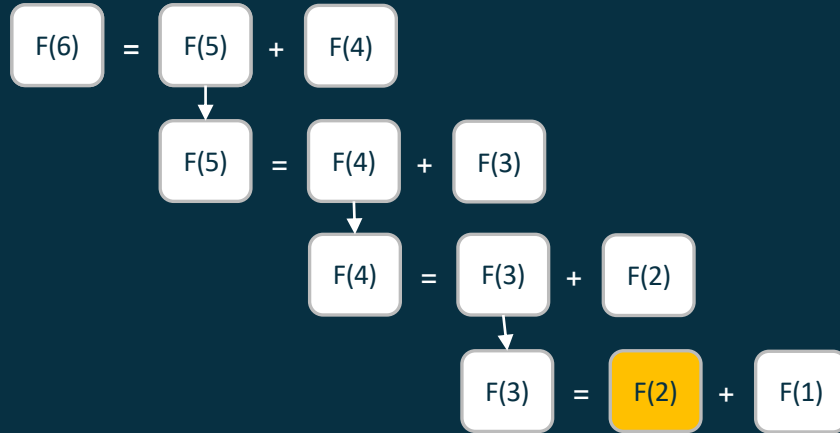 F(6) = F(5) + F(4)
F(5) = F(4) + F(3)
F(4) = F(3) + F(2)
F(3) = F(2) + F(1)